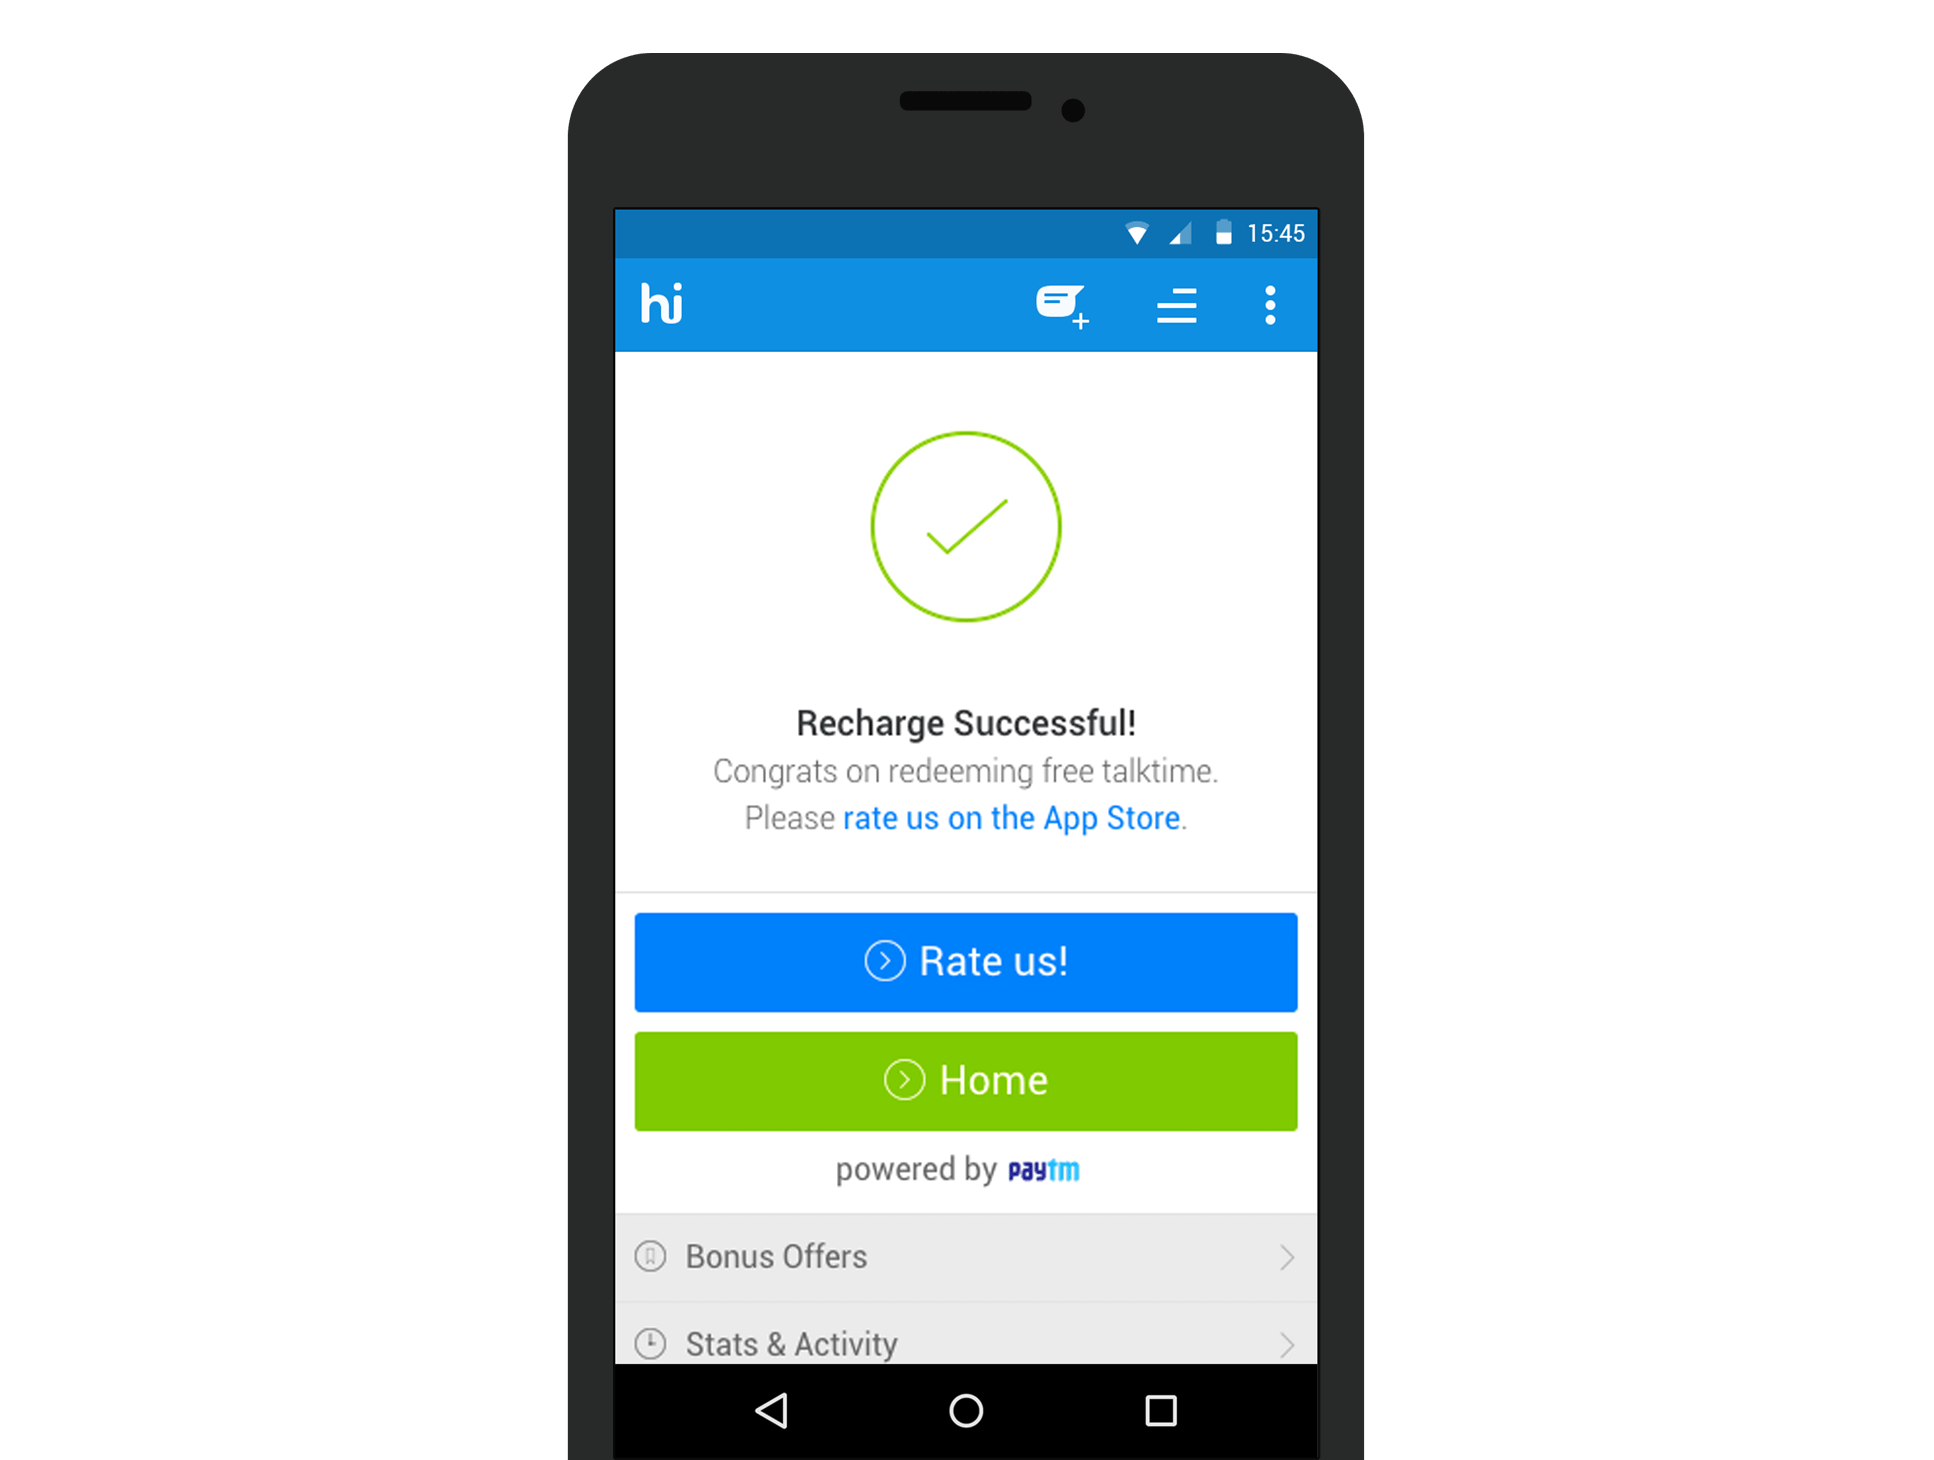 15:45
hi
Recharge Successful!
Congrats on redeeming free talktime.
Please rate us on the App Store.
Rate us!
Home
powered by paytm
Bonus Offers
Stats & Activity